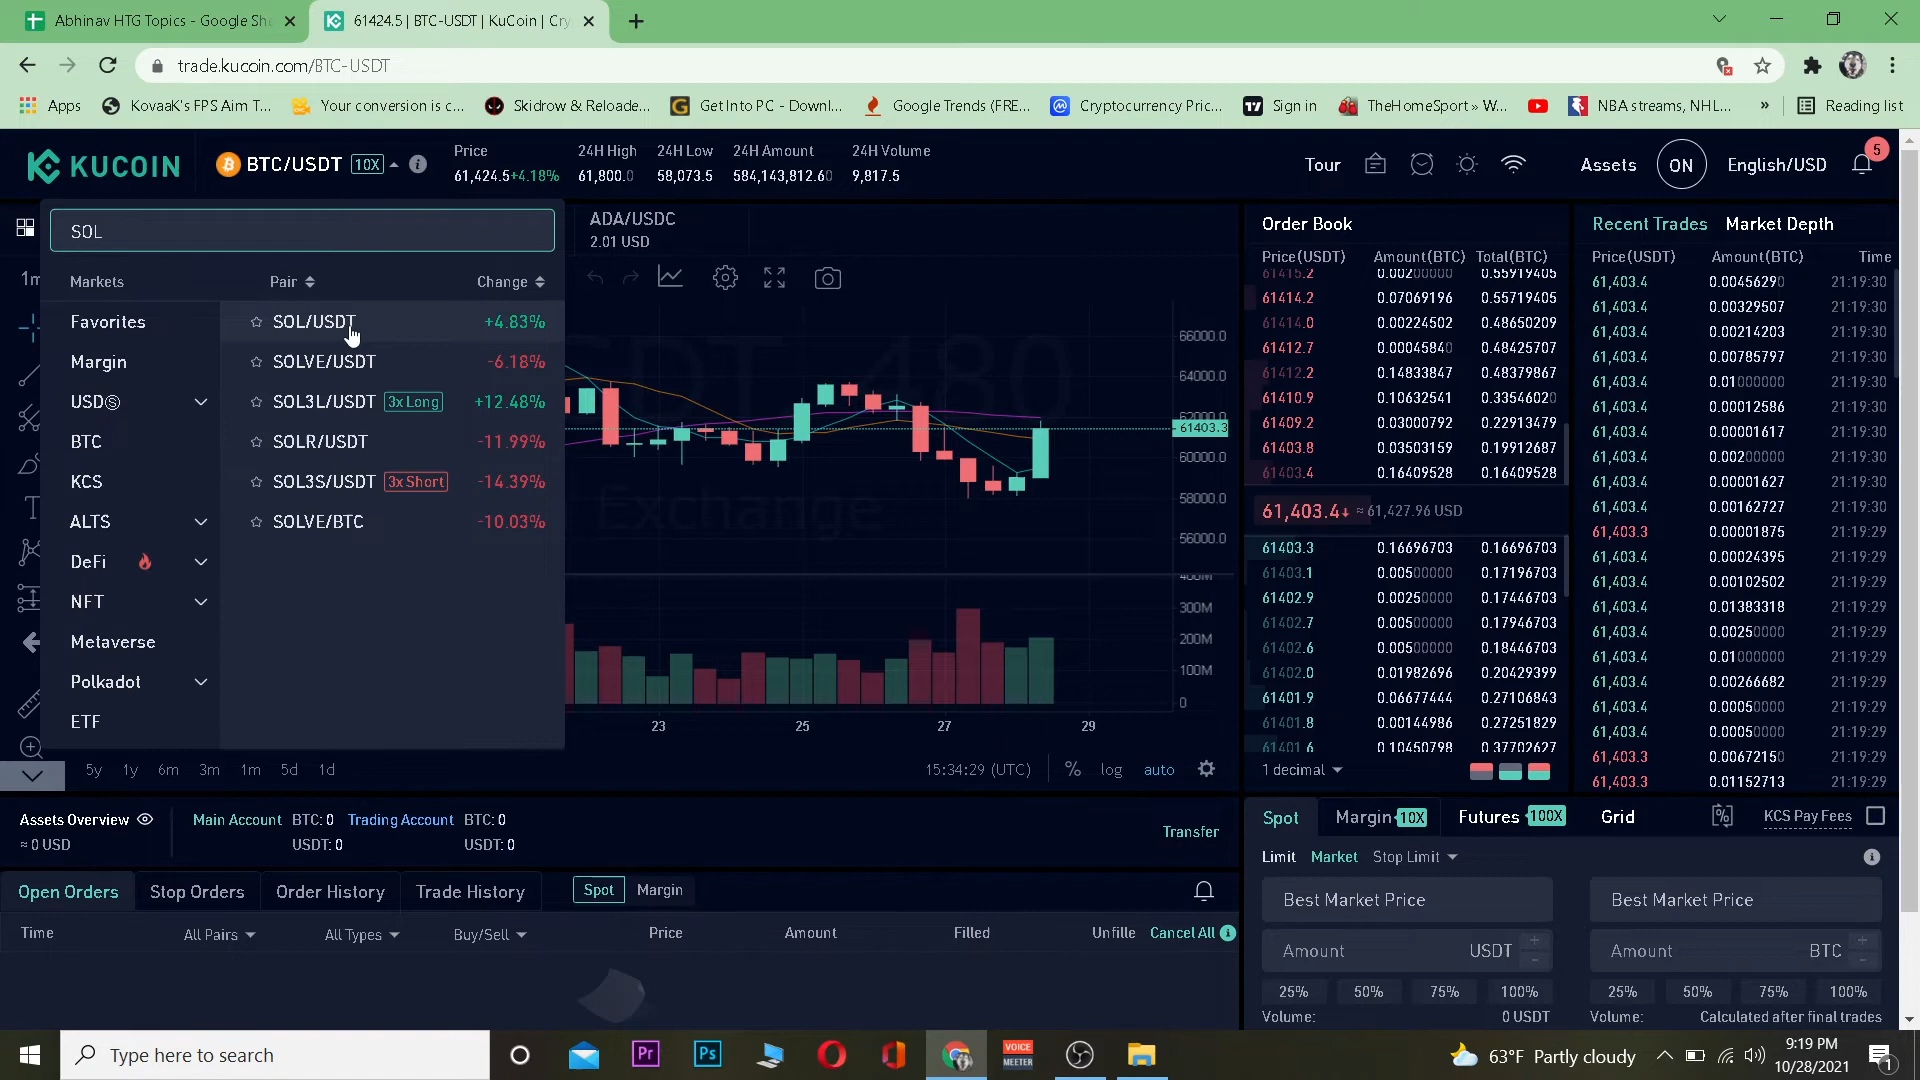 Abhinav HTG Topics - Google She
61424.5 | BTC-USDT | KuCoin | Cry
trade.kucoin.com/BTC-USDT
Apps
KovaaK's FPS Aim T...
Your conversion is c...
Skidrow & Reloade...
Get Into PC - Downl...
Google Trends (FRE...
Cryptocurrency Pric...
Sign in
TheHomeSport » W...
NBA streams, NHL...
»
Reading list
KUCOIN
BTC/USDT 10X
Price
61,424.5+4.18%
24H High
61,800.0
24H Low
58,073.5
24H Amount
584,143,812.60
24H Volume
9,817.5
Tour
Assets
ON
English/USD
5
SOL
Markets
Pair
Change
Favorites
Margin
USDⓈ
BTC
KCS
ALTS
DeFi
NFT
Metaverse
Polkadot
ETF
SOL/USDT +4.83%
SOLVE/USDT -6.18%
SOL3L/USDT 3x Long +12.48%
SOLR/USDT -11.99%
SOL3S/USDT 3x Short -14.39%
SOLVE/BTC -10.03%
1m
ADA/USDC
2.01 USD
480
Exchange
66000.0
64000.0
62000.0
61403.3
60000.0
58000.0
56000.0
400M
300M
200M
100M
0
23 25 27 29
5y 1y 6m 3m 1m 5d 1d
15:34:29 (UTC) % log auto
Order Book
Price(USDT) Amount(BTC) Total(BTC)
61415.2 0.00200000 0.55919405
61414.2 0.07069196 0.55719405
61414.0 0.00224502 0.48650209
61412.7 0.00045840 0.48425707
61412.2 0.14833847 0.48379867
61410.9 0.10632541 0.33546020
61409.2 0.03000792 0.22913479
61403.8 0.03503159 0.19912687
61403.4 0.16409528 0.16409528
61,403.4↓ ≈ 61,427.96 USD
61403.3 0.16696703 0.16696703
61403.1 0.00500000 0.17196703
61402.9 0.00250000 0.17446703
61402.7 0.00500000 0.17946703
61402.6 0.00500000 0.18446703
61402.0 0.01982696 0.20429399
61401.9 0.06677444 0.27106843
61401.8 0.00144986 0.27251829
61401.6 0.10450798 0.37702627
1 decimal
Recent Trades Market Depth
Price(USDT) Amount(BTC) Time
61,403.4 0.00456290 21:19:30
61,403.4 0.00329507 21:19:30
61,403.4 0.00214203 21:19:30
61,403.4 0.00785797 21:19:30
61,403.4 0.01000000 21:19:30
61,403.4 0.00012586 21:19:30
61,403.4 0.00001617 21:19:30
61,403.4 0.00200000 21:19:30
61,403.4 0.00001627 21:19:30
61,403.4 0.00162727 21:19:30
61,403.3 0.00001875 21:19:30
61,403.4 0.00024395 21:19:29
61,403.4 0.00102502 21:19:29
61,403.4 0.01383318 21:19:29
61,403.4 0.00250000 21:19:29
61,403.4 0.01000000 21:19:29
61,403.4 0.00266682 21:19:29
61,403.4 0.00050000 21:19:29
61,403.4 0.00050000 21:19:29
61,403.3 0.00672150 21:19:29
61,403.3 0.01152713 21:19:29
Assets Overview
≈ 0 USD
Main Account BTC: 0
USDT: 0
Trading Account BTC: 0
USDT: 0
Transfer
Open Orders Stop Orders Order History Trade History Spot Margin
Time All Pairs All Types Buy/Sell Price Amount Filled Unfille Cancel All
Spot Margin 10X Futures 100X Grid KCS Pay Fees
Limit Market Stop Limit
Best Market Price
Amount USDT
25% 50% 75% 100%
Volume: 0 USDT
Best Market Price
Amount BTC
25% 50% 75% 100%
Volume: Calculated after final trades
Type here to search
Pr
Ps
VOICE
MEETER
63°F Partly cloudy
9:19 PM
10/28/2021
1